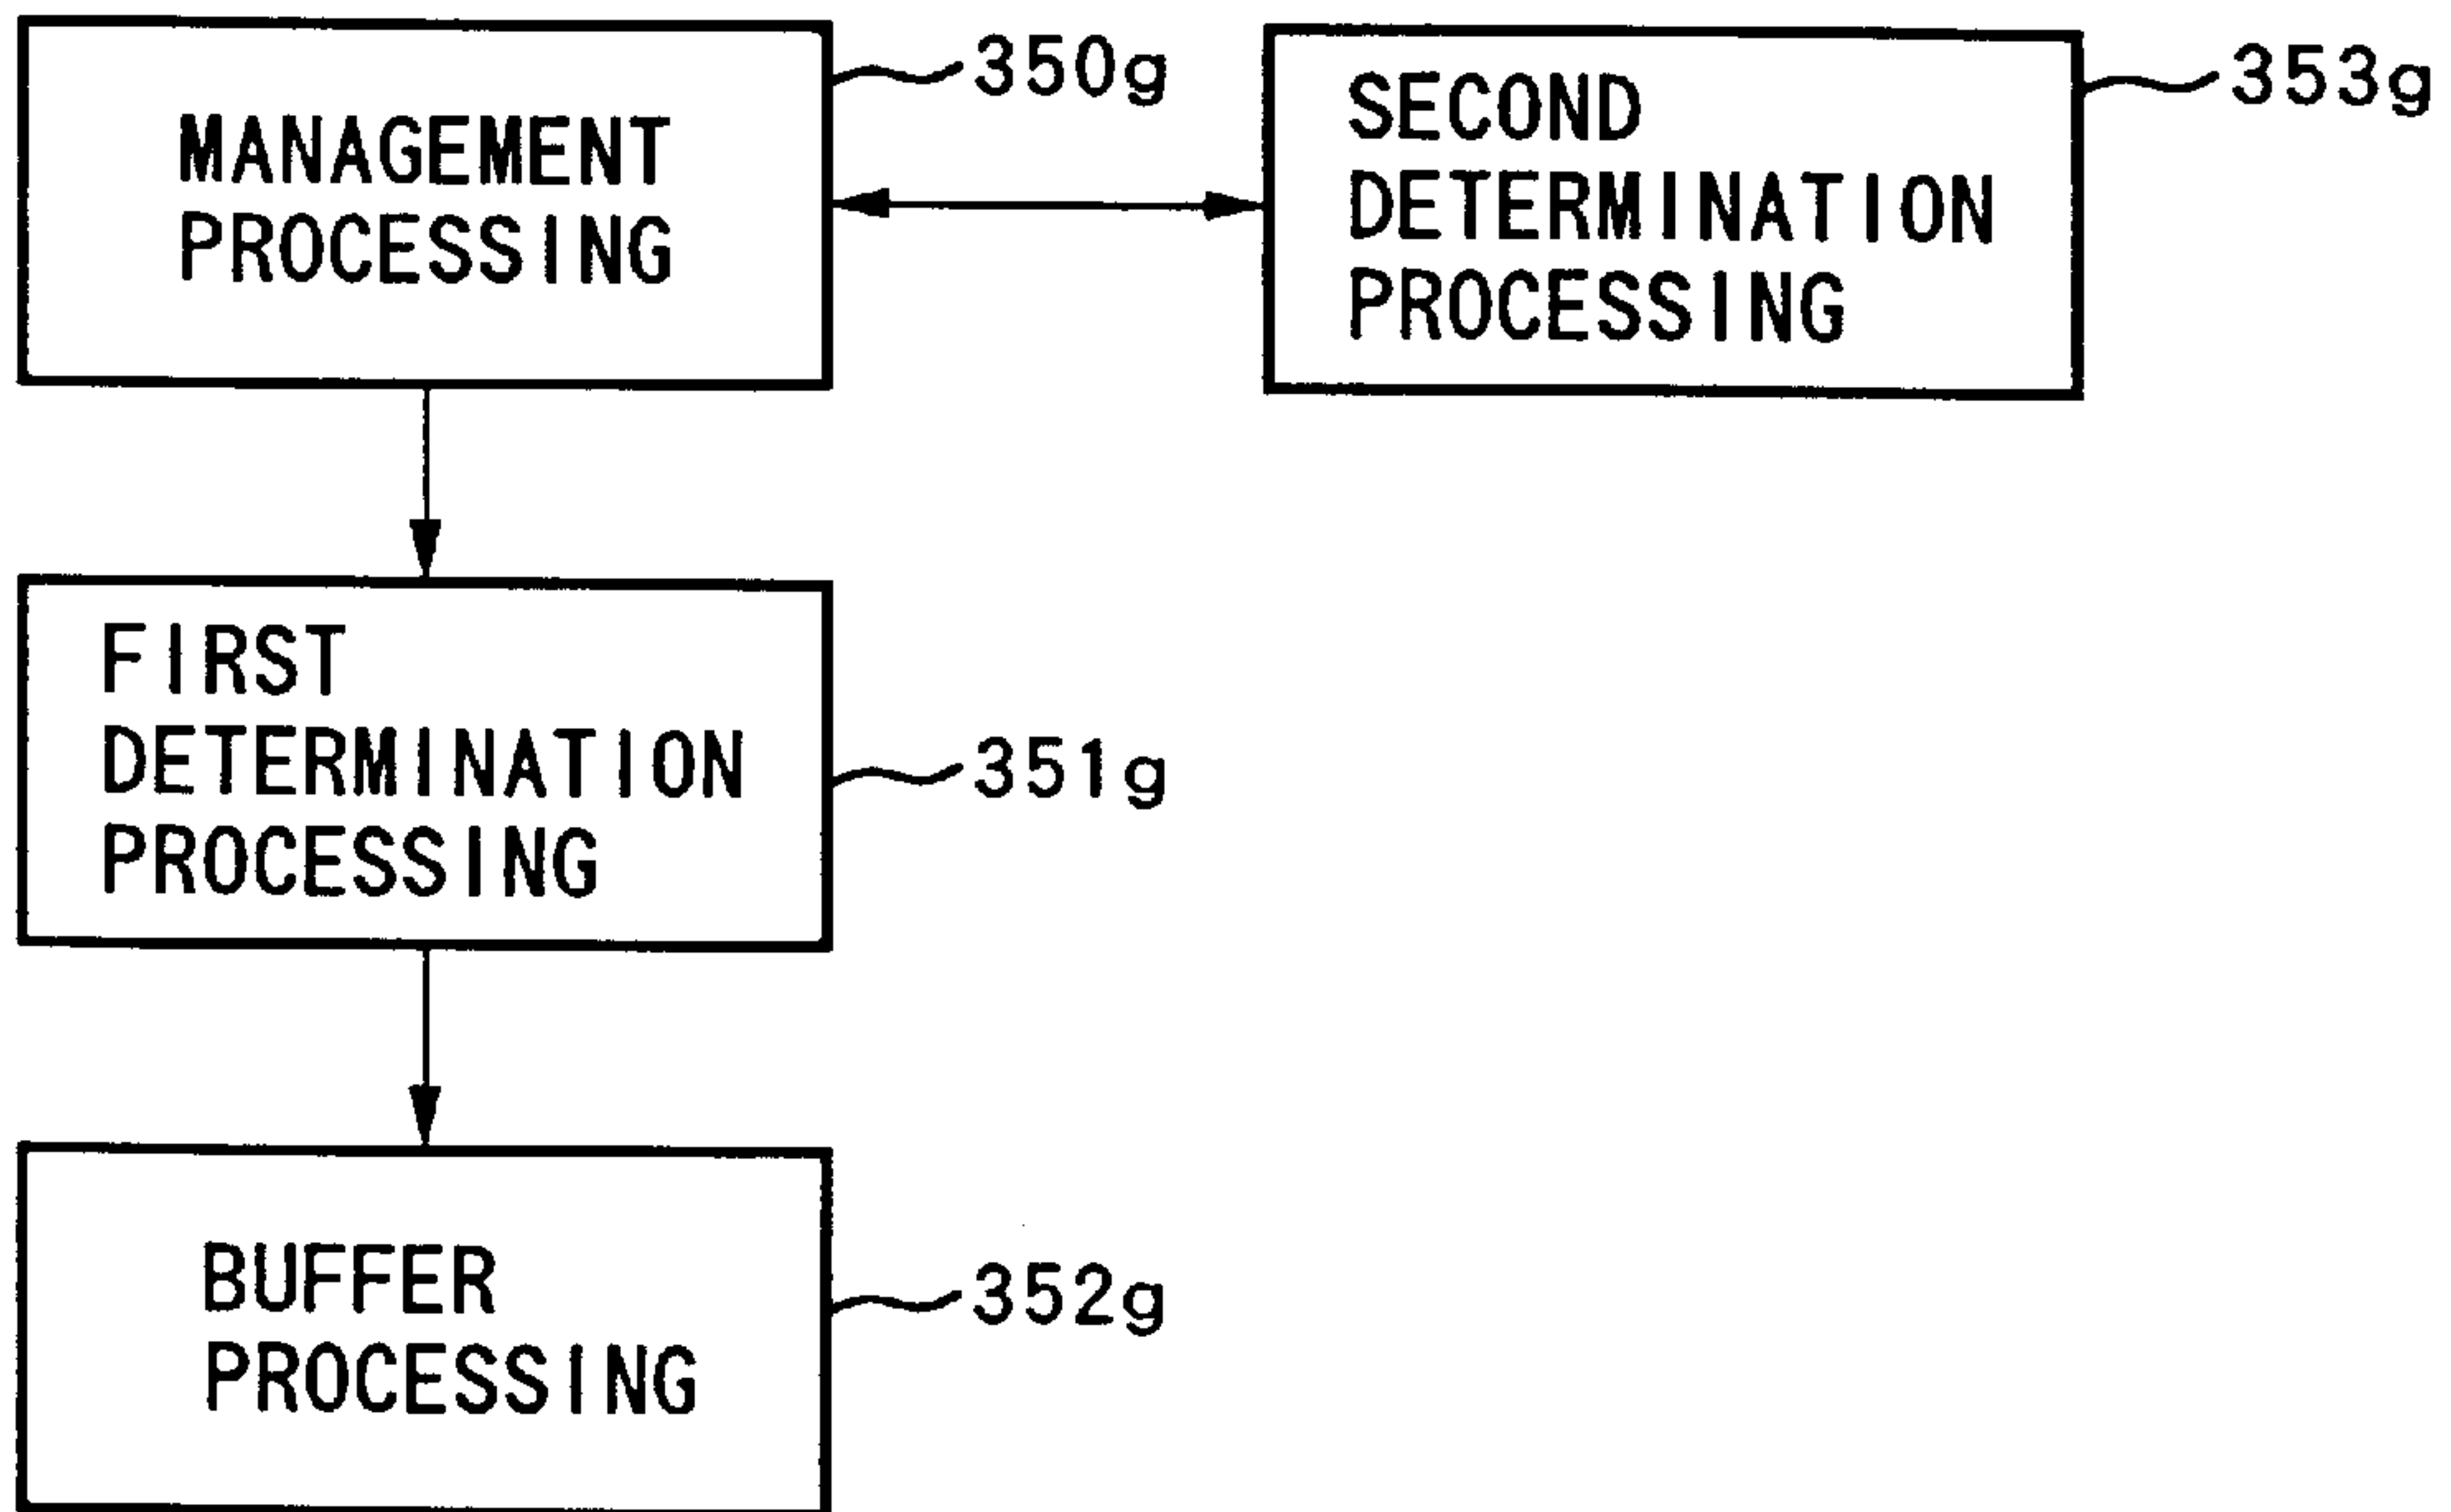 MANAGEMENT
PROCESSING
350g
SECOND
DETERMINATION
PROCESSING
353g
FIRST
DETERMINATION
PROCESSING
351g
BUFFER
PROCESSING
352g